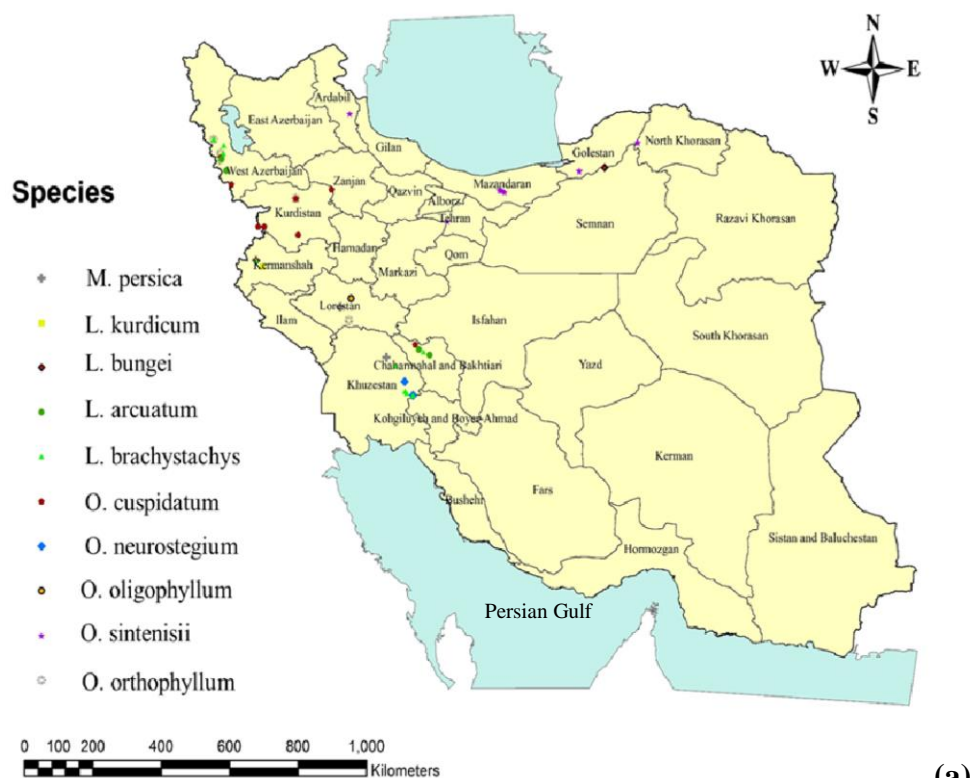 N
W E
S
Ardabil
East Azerbaijan
Gilan
West Azerbaijan
Zanjan
Qazvin
Mazandaran
Golestan
North Khorasan
Alborz
Tehran
Semnan
Razavi Khorasan
Kurdistan
Hamadan
Qom
Markazi
Kermanshah
Lorestan
Ilam
Isfahan
South Khorasan
Chaharmahal and Bakhtiari
Yazd
Khuzestan
Kohgiluyeh and Boyer-Ahmad
Kerman
Fars
Bushehr
Hormozgan
Sistan and Baluchestan
Persian Gulf
Species
M. persica
L. kurdicum
L. bungei
L. arcuatum
L. brachystachys
O. cuspidatum
O. neurostegium
O. oligophyllum
O. sintenisii
O. orthophyllum
0 100 200 400 600 800 1,000
Kilometers
(a)